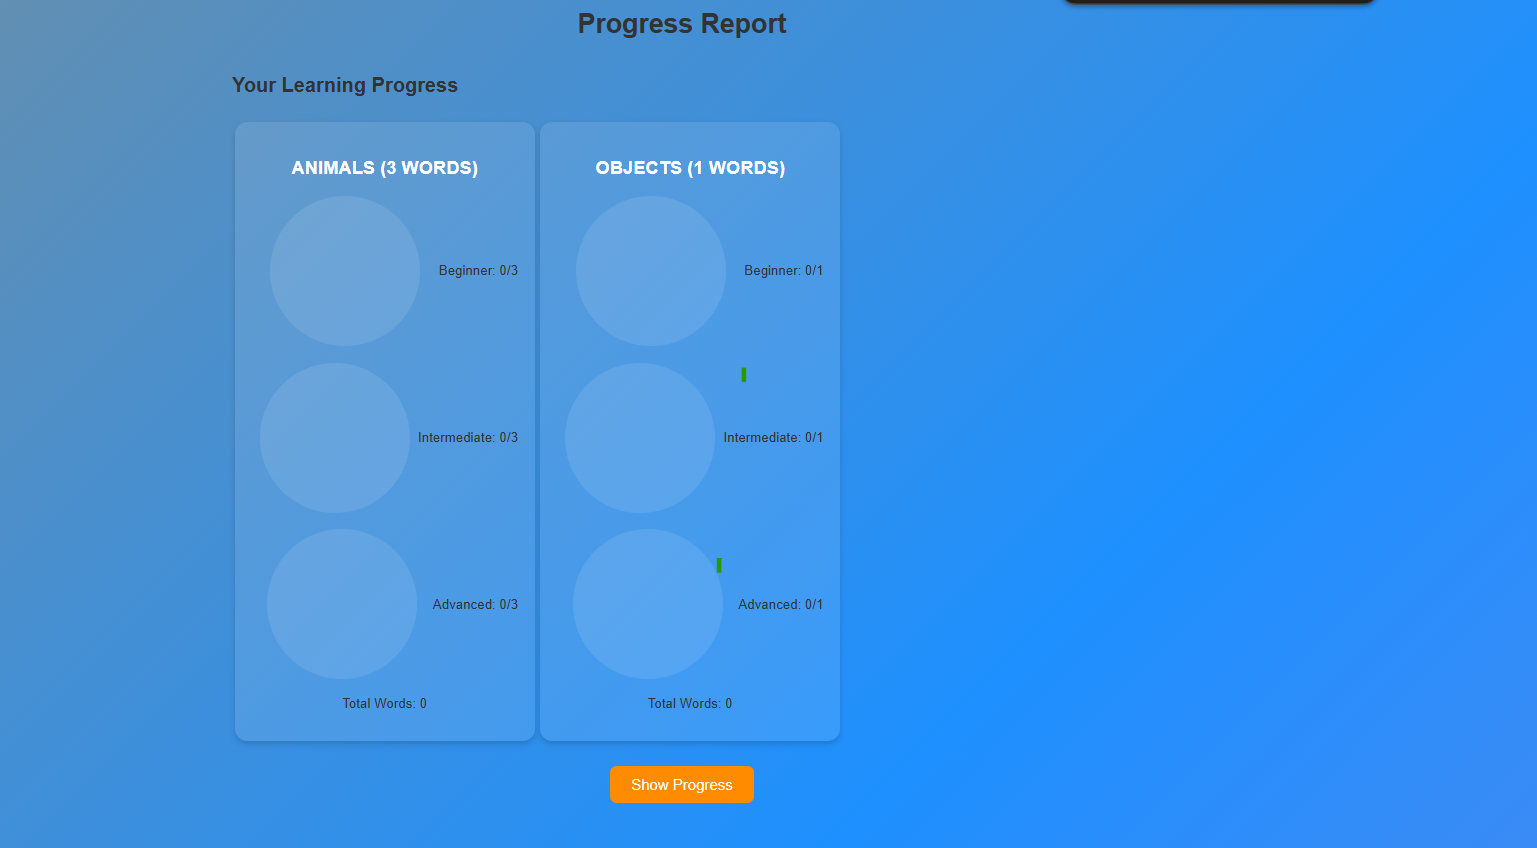 Progress Report
Your Learning Progress
ANIMALS (3 WORDS)
Beginner: 0/3
Intermediate: 0/3
Advanced: 0/3
Total Words: 0
OBJECTS (1 WORDS)
Beginner: 0/1
Intermediate: 0/1
Advanced: 0/1
Total Words: 0
Show Progress